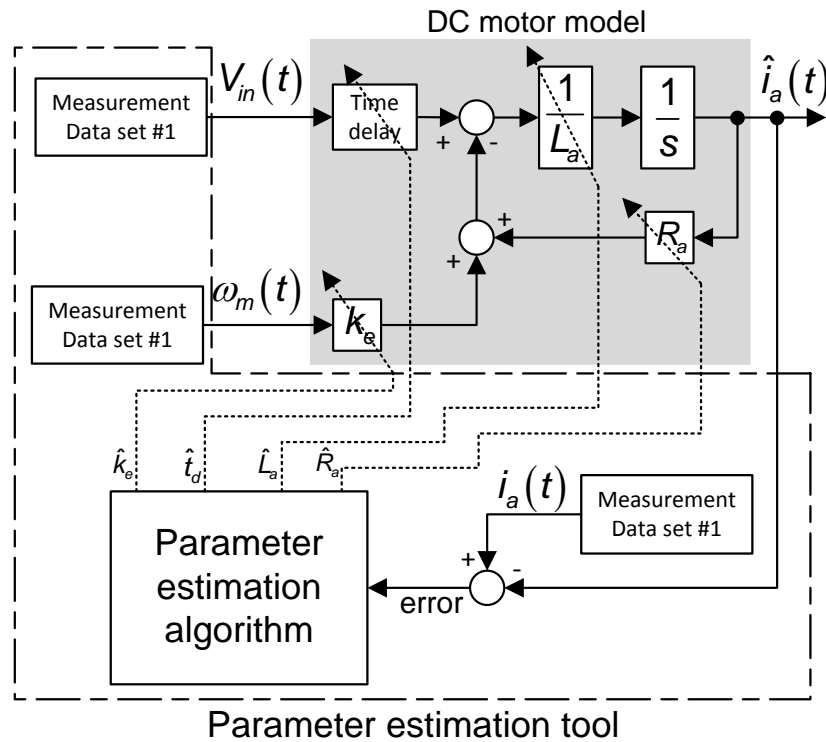 DC motor model
V_in(t)
î_a(t)
Measurement
Data set #1
Time
delay
+
-
1
L_a
1
s
+
+
R_a
ω_m(t)
Measurement
Data set #1
k_e
k̂_e
t̂_d
L̂_a
R̂_a
i_a(t)
Measurement
Data set #1
Parameter
estimation
algorithm
+
-
error
Parameter estimation tool